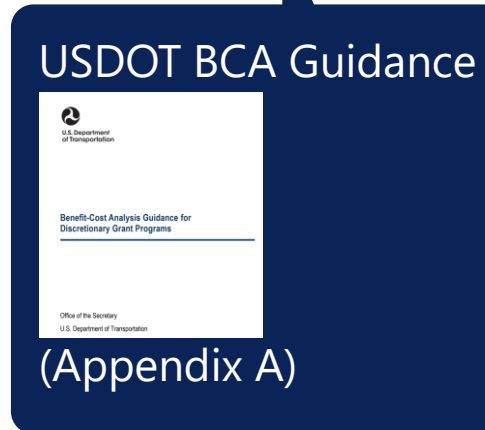 USDOT BCA Guidance
U.S. Department
of Transportation
Benefit-Cost Analysis Guidance for
Discretionary Grant Programs
Office of the Secretary
U.S. Department of Transportation
(Appendix A)